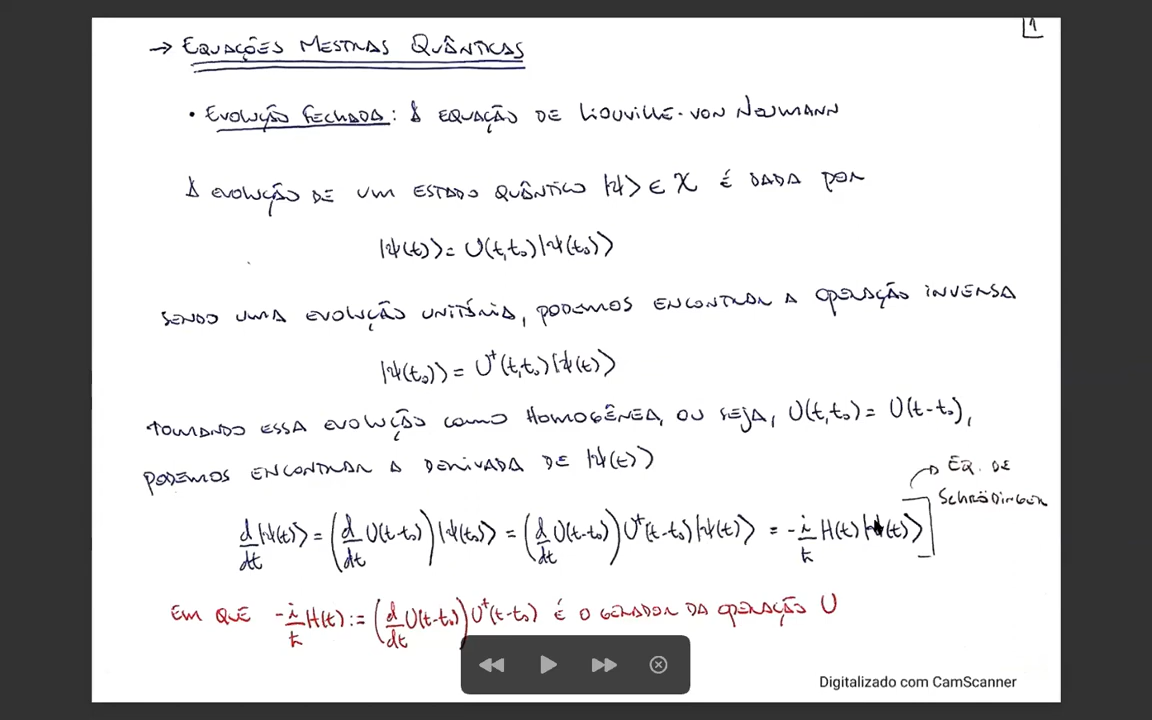 1
→ EQUAÇÕES MESTRAS QUÂNTICAS
• EVOLUÇÃO FECHADA: A EQUAÇÃO DE LIOUVILLE-VON NEUMANN
A EVOLUÇÃO DE UM ESTADO QUÂNTICO |ψ⟩ ∈ ℋ É DADA POR
|ψ(t)⟩ = U(t,t₀)|ψ(t₀)⟩
SENDO UMA EVOLUÇÃO UNITÁRIA, PODEMOS ENCONTRAR A OPERAÇÃO INVERSA
|ψ(t₀)⟩ = U†(t,t₀)|ψ(t)⟩
TOMANDO ESSA EVOLUÇÃO COMO HOMOGÊNEA, OU SEJA, U(t,t₀) = U(t-t₀),
PODEMOS ENCONTRAR A DERIVADA DE |ψ(t)⟩
→ EQ. DE
SCHRÖDINGER
d/dt |ψ(t)⟩ = (d/dt U(t-t₀)) |ψ(t₀)⟩ = (d/dt U(t-t₀)) U†(t-t₀)|ψ(t)⟩ = -i/ħ H(t)|ψ(t)⟩
EM QUE -i/ħ H(t) := (d/dt U(t-t₀)) U†(t-t₀) É O GERADOR DA OPERAÇÃO U
Digitalizado com CamScanner